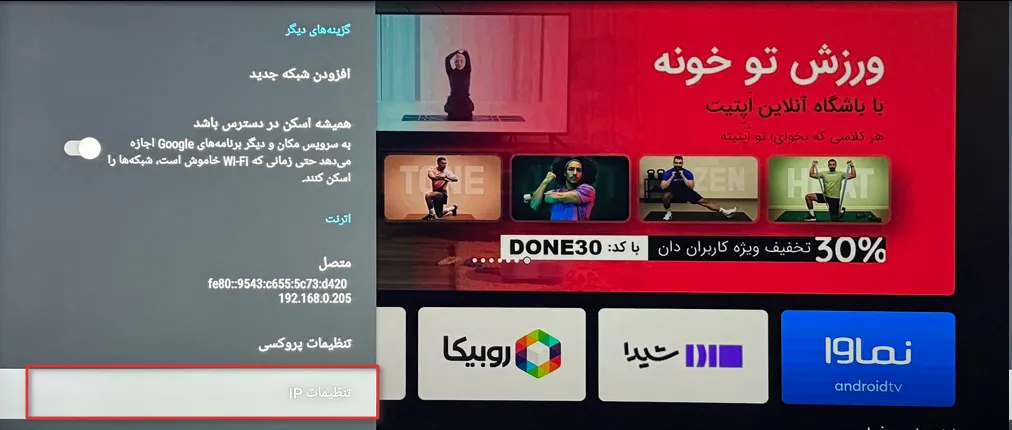 گزینه‌های دیگر
افزودن شبکه جدید
همیشه اسکن در دسترس باشد
به سرویس مکان و دیگر برنامه‌های Google اجازه
می‌دهد حتی زمانی که Wi-Fi خاموش است، شبکه‌ها را
اسکن کنند.
اترنت
متصل
fe80::9543:c655:5c73:d420
192.168.0.205
تنظیمات پروکسی
تنظیمات IP
ورزش تو خونه
با باشگاه آنلاین اَپتیت
هر کلاسی که بخوای، تو اَپتیته
TONE
ZEN
HEAT
30% تخفیف ویژه کاربران دان
با کد: DONE30
نماوا
androidtv
شیدا
روبیکا